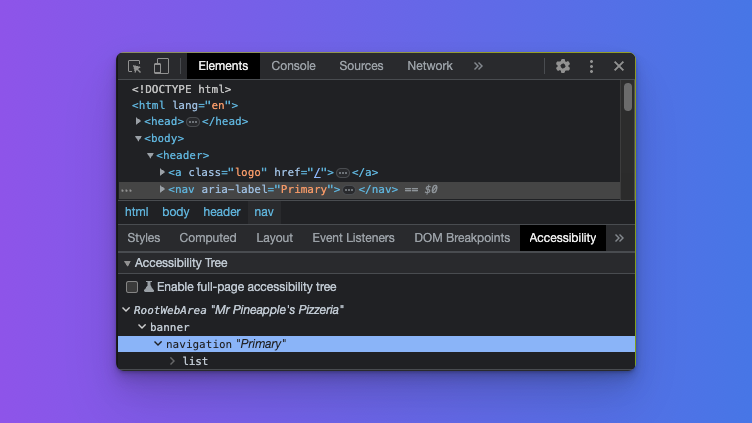 Elements Console Sources Network »
<!DOCTYPE html>
<html lang="en">
<head>…</head>
<body>
<header>
<a class="logo" href="/">…</a>
… <nav aria-label="Primary">…</nav> == $0
html body header nav
Styles Computed Layout Event Listeners DOM Breakpoints Accessibility »
Accessibility Tree
Enable full-page accessibility tree
RootWebArea "Mr Pineapple's Pizzeria"
banner
navigation "Primary"
list